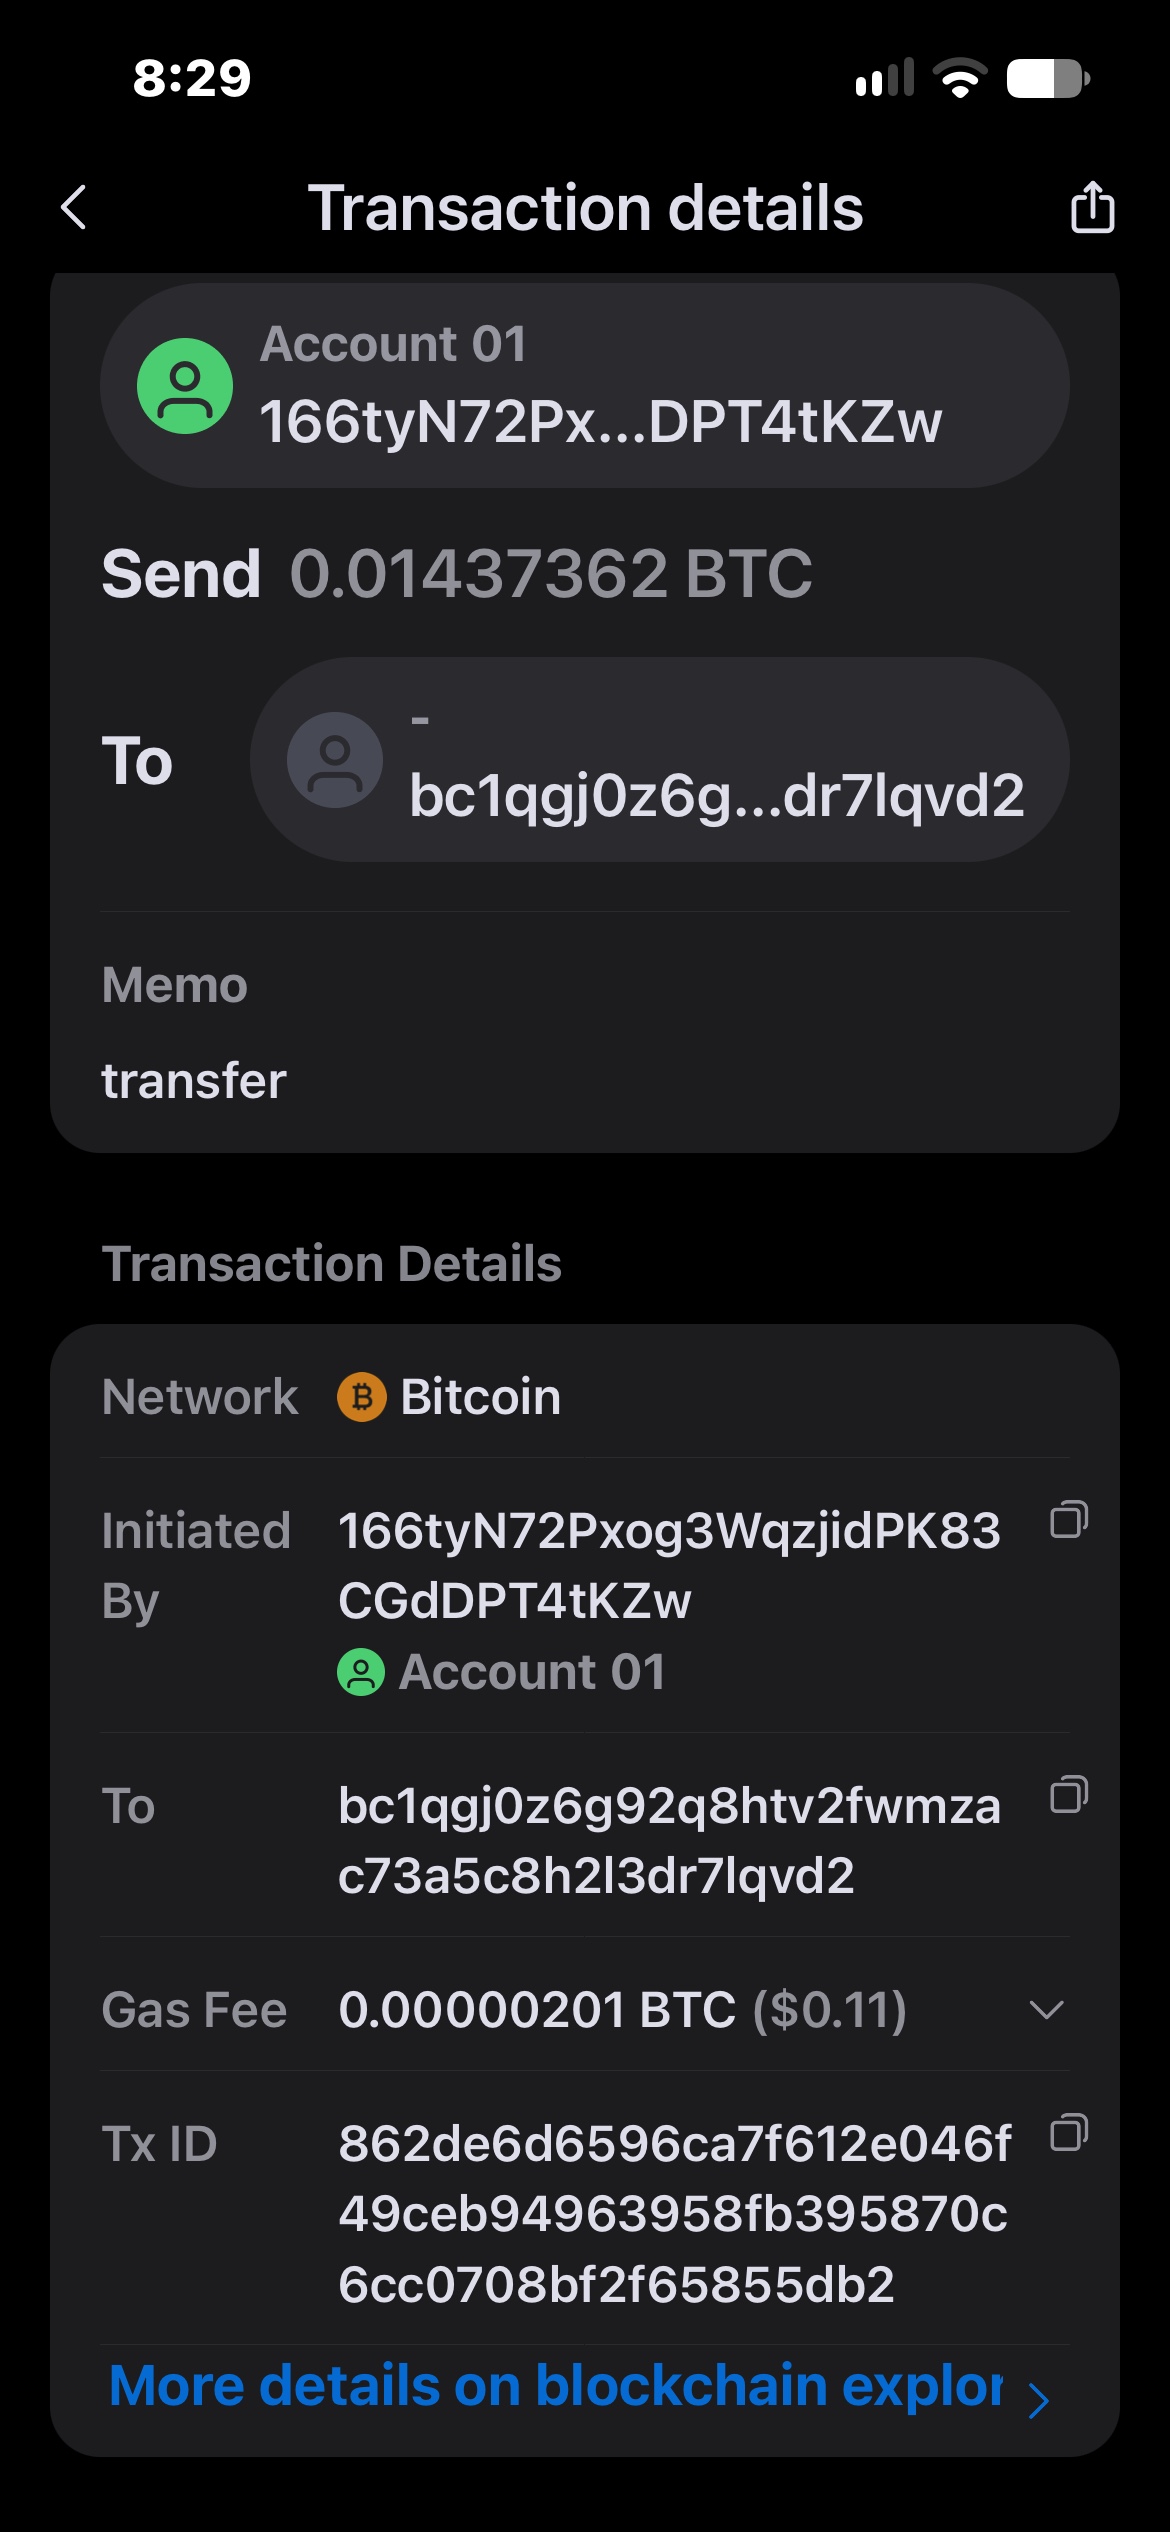 8:29
Transaction details
Account 01
166tyN72Px...DPT4tKZw
Send 0.01437362 BTC
-
To
bc1qgj0z6g...dr7lqvd2
Memo
transfer
Transaction Details
Network Bitcoin
Initiated 166tyN72Pxog3WqzjidPK83
By CGdDPT4tKZw
Account 01
To bc1qgj0z6g92q8htv2fwmza
c73a5c8h2l3dr7lqvd2
Gas Fee 0.00000201 BTC ($0.11)
Tx ID 862de6d6596ca7f612e046f
49ceb94963958fb395870c
6cc0708bf2f65855db2
More details on blockchain explor